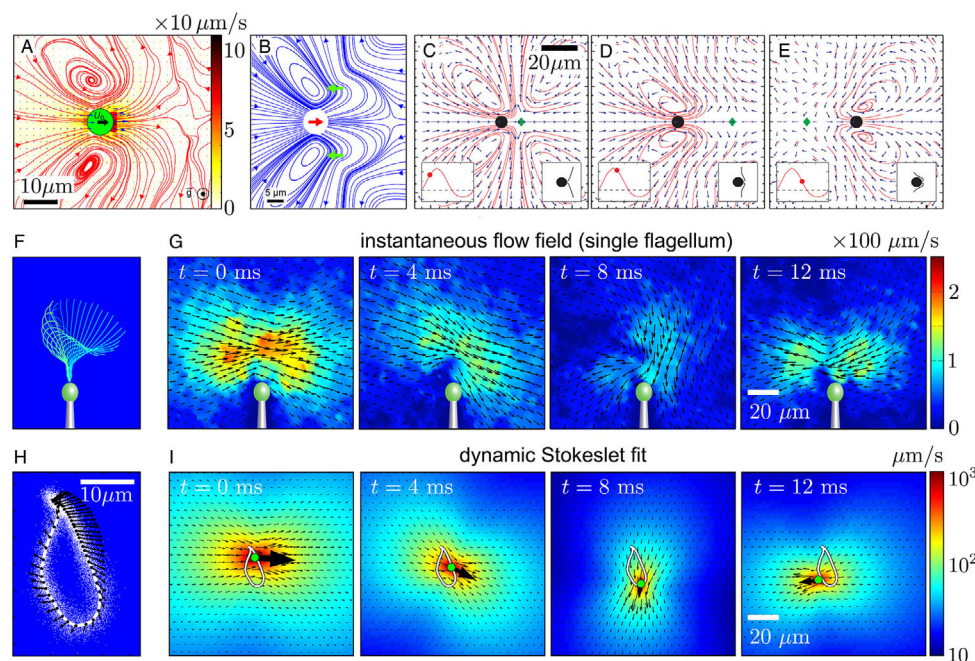 ×10 μm/s
A
U₀
10μm
g
10
5
0
B
5 μm
C
20μm
D
E
F
G
instantaneous flow field (single flagellum)
×100 μm/s
t = 0 ms
t = 4 ms
t = 8 ms
t = 12 ms
20 μm
2
1
0
H
10μm
I
dynamic Stokeslet fit
μm/s
t = 0 ms
t = 4 ms
t = 8 ms
t = 12 ms
20 μm
10³
10²
10